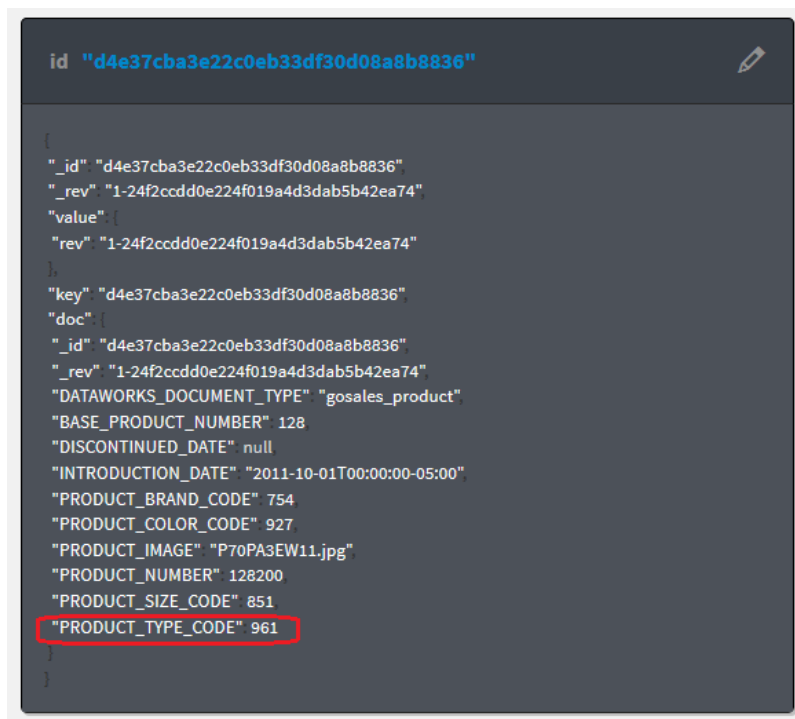 id "d4e37cba3e22c0eb33df30d08a8b8836"
{
"_id": "d4e37cba3e22c0eb33df30d08a8b8836",
"_rev": "1-24f2ccdd0e224f019a4d3dab5b42ea74",
"value": {
"rev": "1-24f2ccdd0e224f019a4d3dab5b42ea74"
},
"key": "d4e37cba3e22c0eb33df30d08a8b8836",
"doc": {
"_id": "d4e37cba3e22c0eb33df30d08a8b8836",
"_rev": "1-24f2ccdd0e224f019a4d3dab5b42ea74",
"DATAWORKS_DOCUMENT_TYPE": "gosales_product",
"BASE_PRODUCT_NUMBER": 128,
"DISCONTINUED_DATE": null,
"INTRODUCTION_DATE": "2011-10-01T00:00:00-05:00",
"PRODUCT_BRAND_CODE": 754,
"PRODUCT_COLOR_CODE": 927,
"PRODUCT_IMAGE": "P70PA3EW11.jpg",
"PRODUCT_NUMBER": 128200,
"PRODUCT_SIZE_CODE": 851,
"PRODUCT_TYPE_CODE": 961
}
}